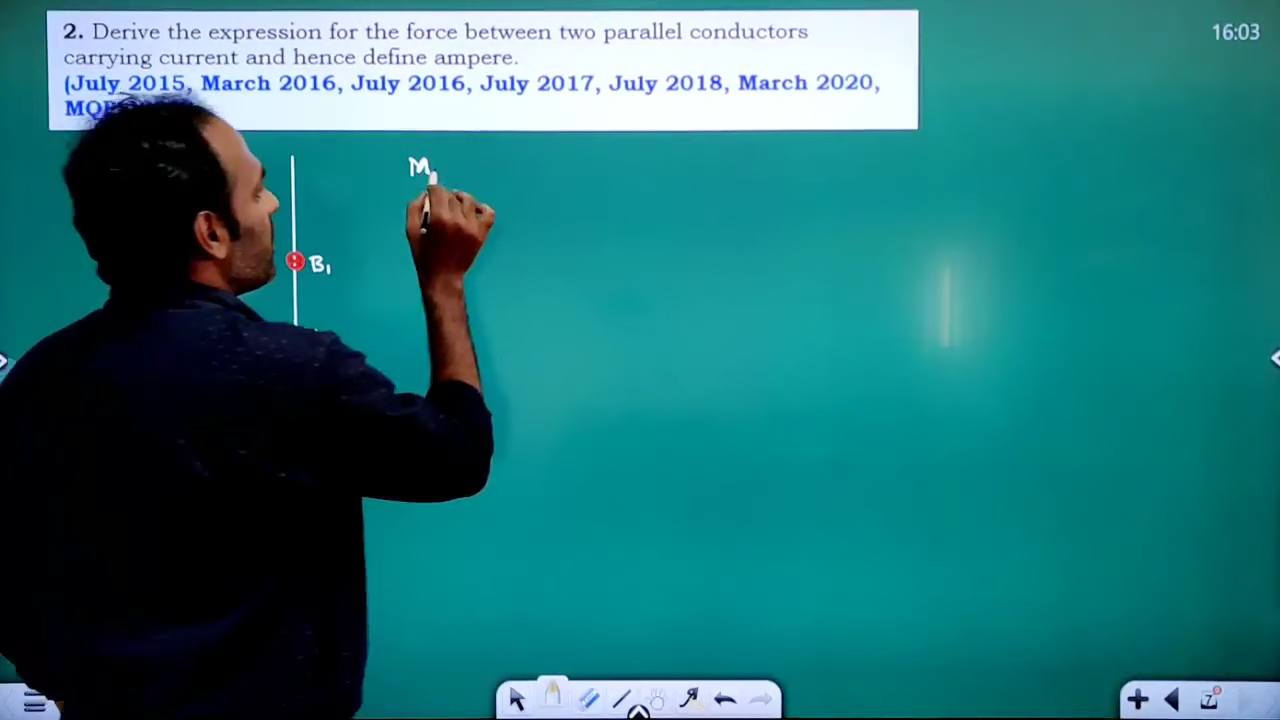 2. Derive the expression for the force between two parallel conductors
carrying current and hence define ampere.
(July 2015, March 2016, July 2016, July 2017, July 2018, March 2020,
16:03
M
B₁